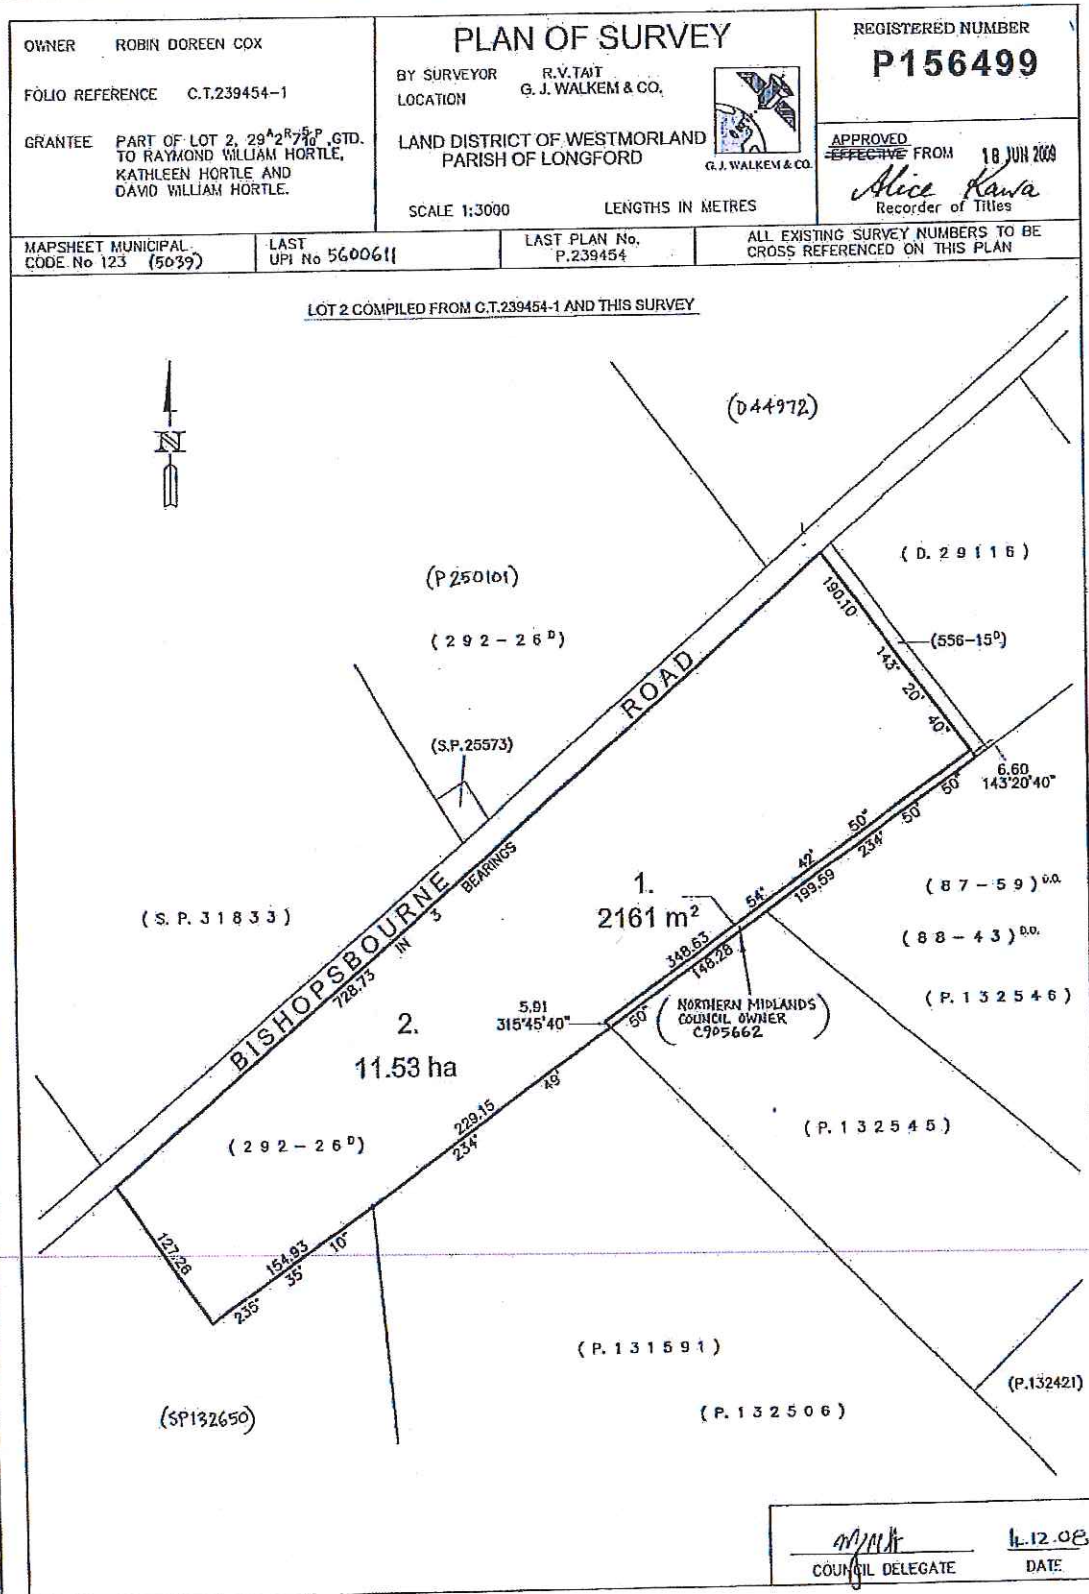 OWNER ROBIN DOREEN COX
FOLIO REFERENCE C.T.239454-1
GRANTEE PART OF LOT 2, 29ᴬ2ᴿ7 5/10ᴾ, GTD.
TO RAYMOND WILLIAM HORTLE,
KATHLEEN HORTLE AND
DAVID WILLIAM HORTLE.
PLAN OF SURVEY
BY SURVEYOR R.V.TAIT
G. J. WALKEM & CO.
LOCATION
LAND DISTRICT OF WESTMORLAND
PARISH OF LONGFORD
G. J. WALKEM & CO.
SCALE 1:3000 LENGTHS IN METRES
REGISTERED NUMBER
P156499
APPROVED
EFFECTIVE FROM 18 JUN 2009
Alice Kawa
Recorder of Titles
MAPSHEET MUNICIPAL
CODE No 123 (5039)
LAST
UPI No 5600611
LAST PLAN No.
P.239454
ALL EXISTING SURVEY NUMBERS TO BE
CROSS REFERENCED ON THIS PLAN
LOT 2 COMPILED FROM C.T.239454-1 AND THIS SURVEY
N
(D44972)
(D. 29116)
(P250101)
(292-26ᴰ)
190.10
143° 20' 40"
(556-15ᴰ)
ROAD
(S.P.25573)
6.60
143°20'40"
BISHOPSBOURNE
728.73 IN 3 BEARINGS
(S. P. 31833)
1.
2161 m²
54° 42' 50"
348.63
199.59
234° 50' 50"
148.28
(87-59)ᴰ·ᴼ·
(88-43)ᴰ·ᴼ·
(P. 132546)
5.91
315°45'40"
(NORTHERN MIDLANDS
COUNCIL OWNER
C905662)
2.
11.53 ha
(292-26ᴰ)
229.15
234° 49' 50"
(P. 132545)
127.26
154.93
235° 35' 10"
(P. 131591)
(P. 132506)
(P.132421)
(SP132650)
4.12.08
COUNCIL DELEGATE DATE